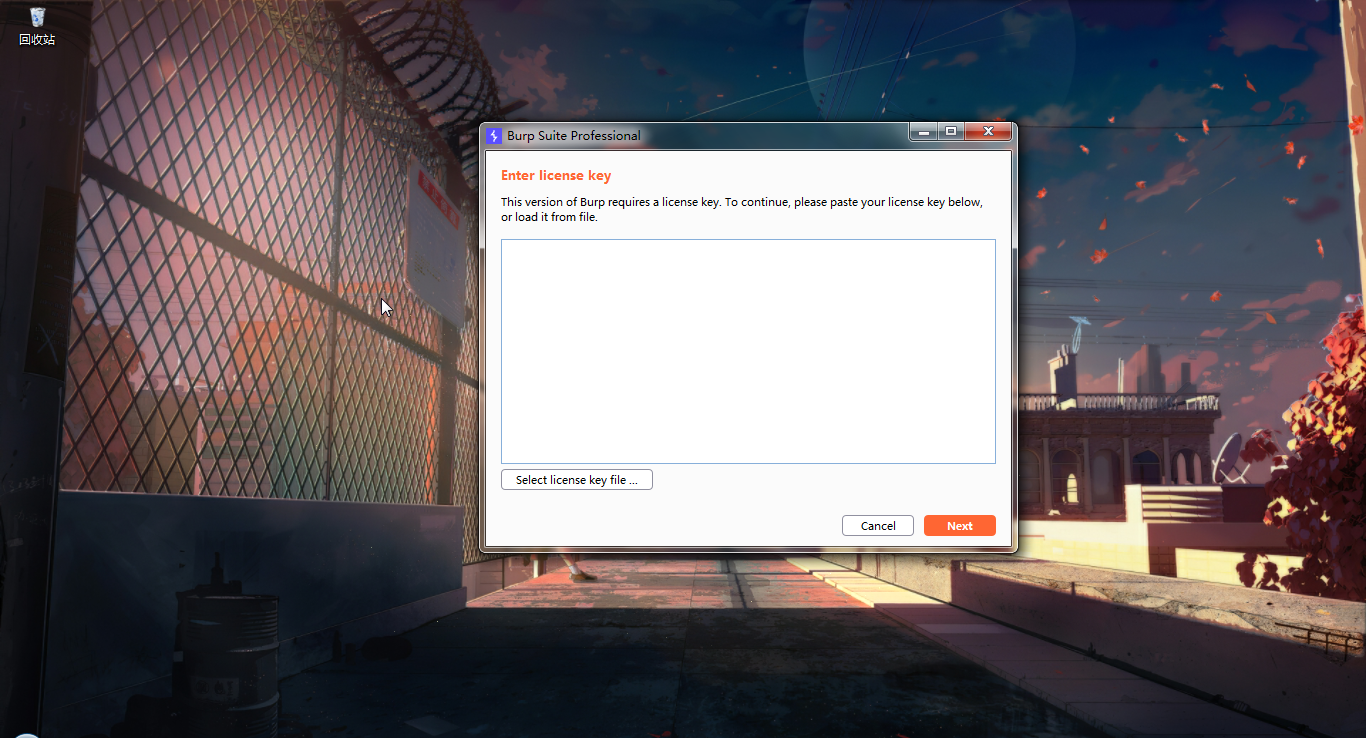 回收站
Burp Suite Professional
Enter license key
This version of Burp requires a license key. To continue, please paste your license key below,
or load it from file.
Select license key file ...
Cancel
Next